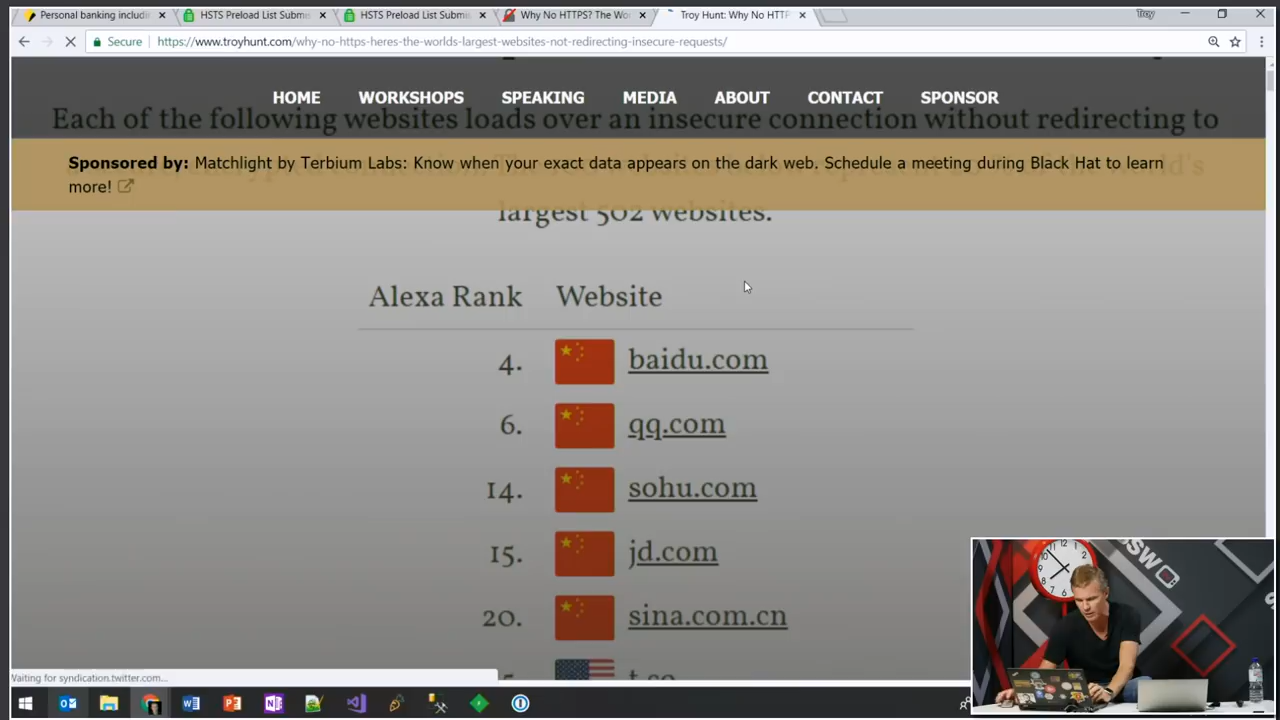 Personal banking includi
HSTS Preload List Submis
HSTS Preload List Submis
Why No HTTPS? The Wor
Troy Hunt: Why No HTTP
Troy
Secure
https://www.troyhunt.com/why-no-https-heres-the-worlds-largest-websites-not-redirecting-insecure-requests/
HOME WORKSHOPS SPEAKING MEDIA ABOUT CONTACT SPONSOR
Each of the following websites loads over an insecure connection without redirecting to
Sponsored by: Matchlight by Terbium Labs: Know when your exact data appears on the dark web. Schedule a meeting during Black Hat to learn
more!
largest 502 websites.
Alexa Rank Website
4. baidu.com
6. qq.com
14. sohu.com
15. jd.com
20. sina.com.cn
t.co
Waiting for syndication.twitter.com...